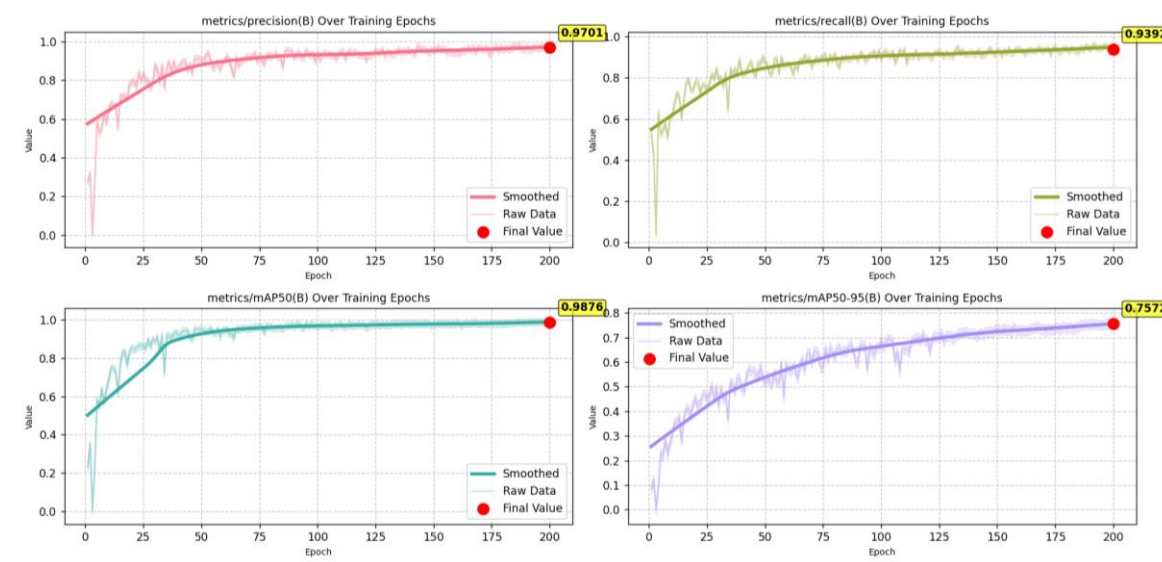 metrics/precision(B) Over Training Epochs
0.9701
1.0
0.8
0.6
0.4
0.2
0.0
Value
Smoothed
Raw Data
Final Value
0 25 50 75 100 125 150 175 200
Epoch
metrics/recall(B) Over Training Epochs
0.9392
1.0
0.8
0.6
0.4
0.2
0.0
Value
Smoothed
Raw Data
Final Value
0 25 50 75 100 125 150 175 200
Epoch
metrics/mAP50(B) Over Training Epochs
0.9876
1.0
0.8
0.6
0.4
0.2
0.0
Value
Smoothed
Raw Data
Final Value
0 25 50 75 100 125 150 175 200
Epoch
metrics/mAP50-95(B) Over Training Epochs
0.7572
0.8
0.7
0.6
0.5
0.4
0.3
0.2
0.1
0.0
Value
Smoothed
Raw Data
Final Value
0 25 50 75 100 125 150 175 200
Epoch